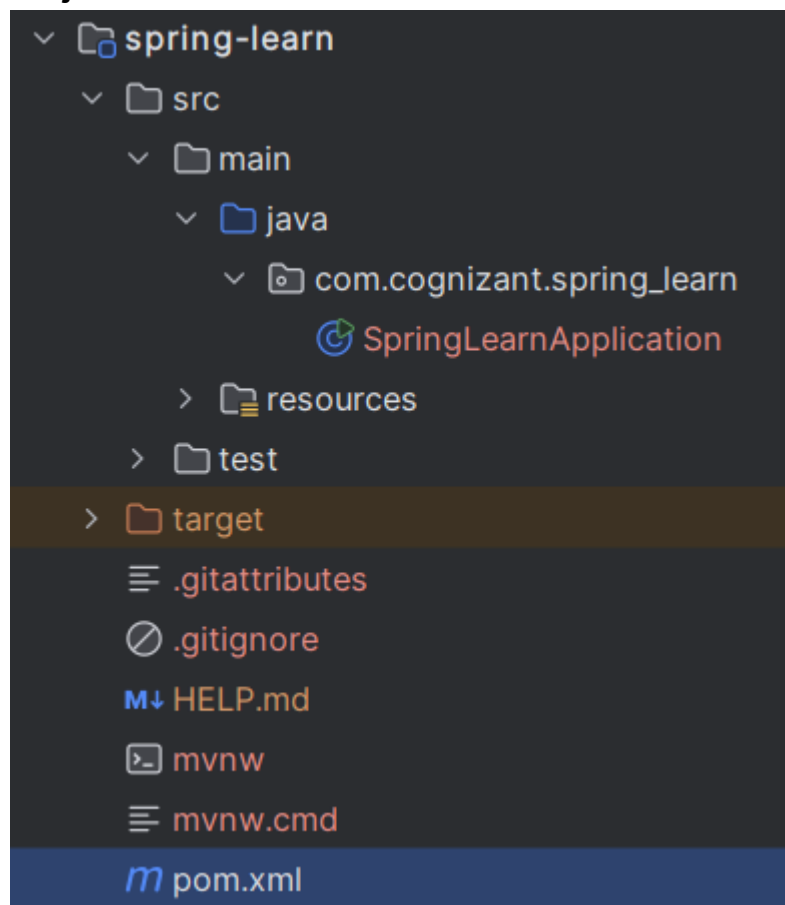 spring-learn
src
main
java
com.cognizant.spring_learn
SpringLearnApplication
resources
test
target
.gitattributes
.gitignore
M↓ HELP.md
mvnw
mvnw.cmd
m pom.xml